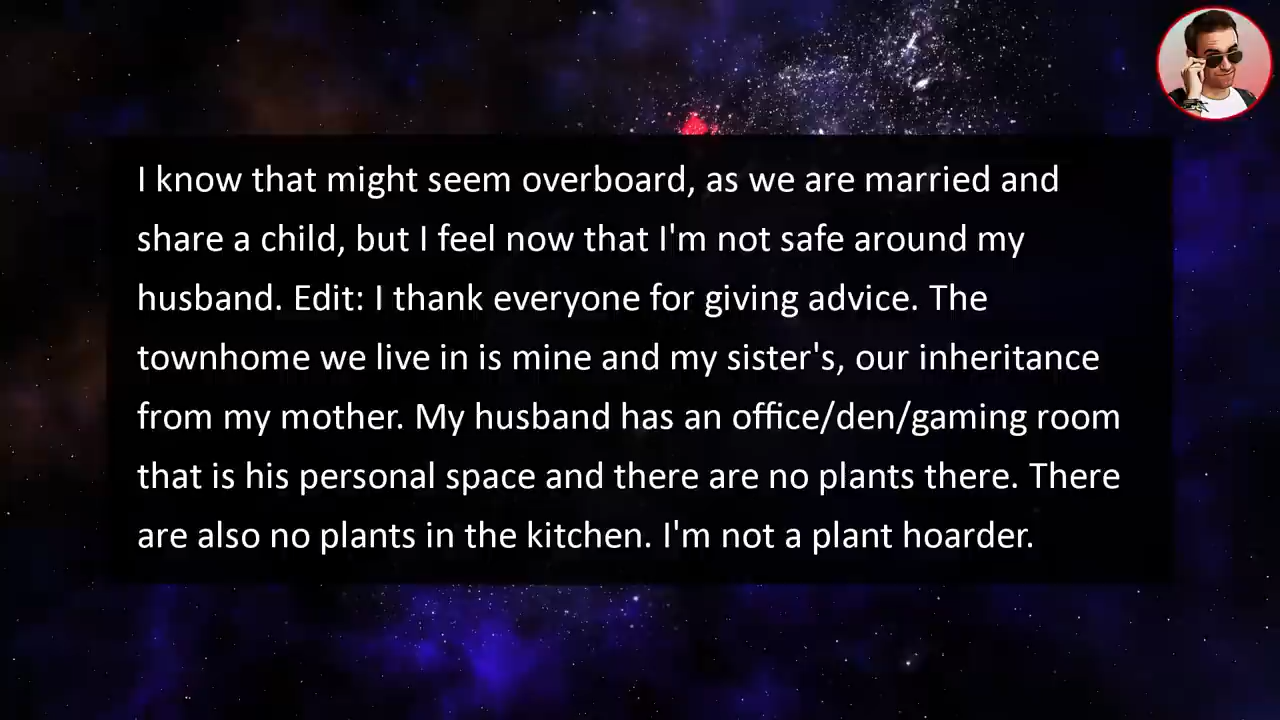 I know that might seem overboard, as we are married and
share a child, but I feel now that I'm not safe around my
husband. Edit: I thank everyone for giving advice. The
townhome we live in is mine and my sister's, our inheritance
from my mother. My husband has an office/den/gaming room
that is his personal space and there are no plants there. There
are also no plants in the kitchen. I'm not a plant hoarder.